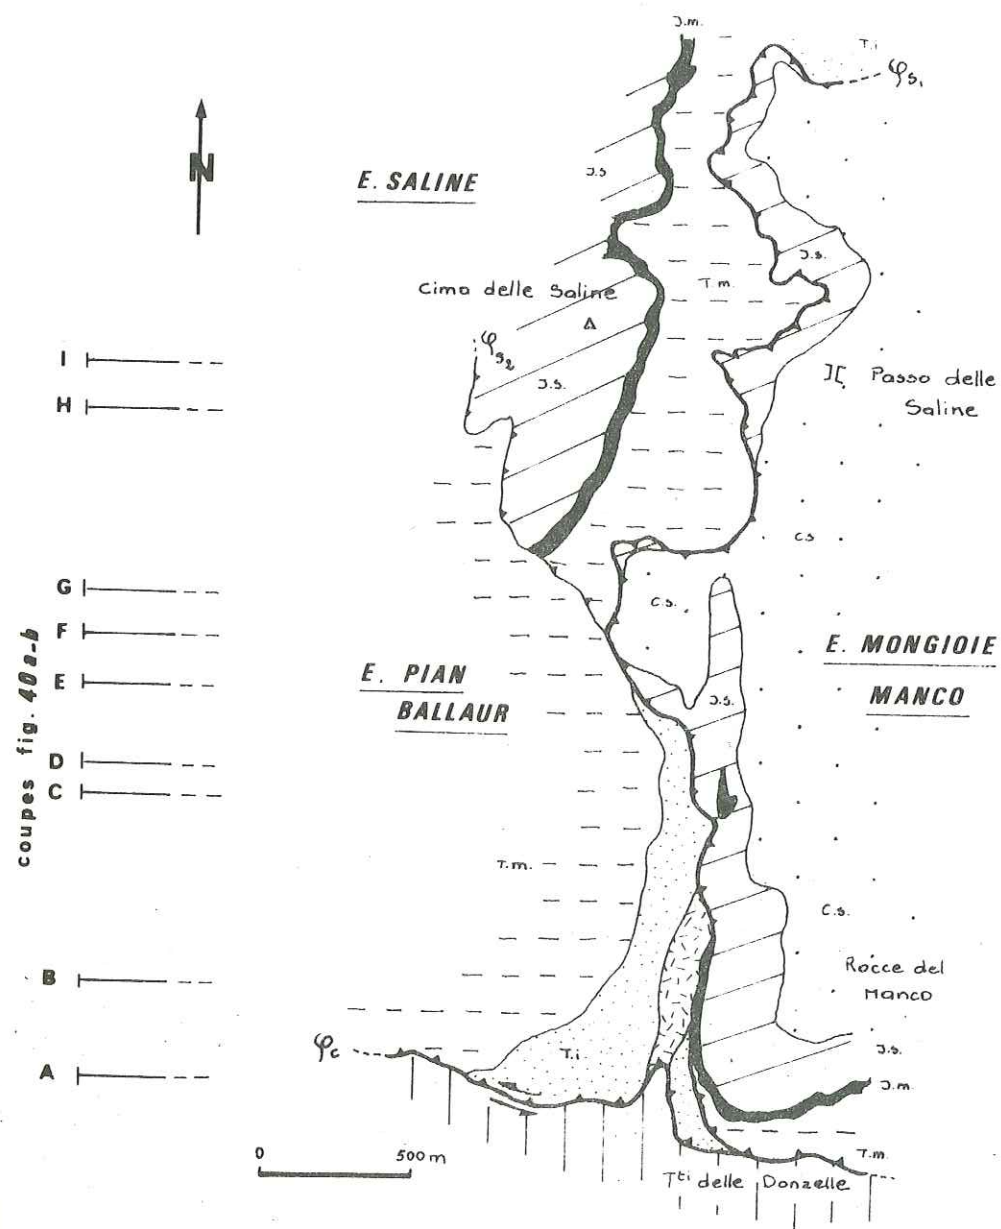 J.m.
T.i
φs₁
N
J.S
E. SALINE
J.s.
Cima delle Saline
T.m.
φs₂
I
J.S.
Passo delle
Saline
H
C.S
G
C.S.
F
E. MONGIOIE
MANCO
E. PIAN
BALLAUR
E
J.S.
coupes fig. 40a-b
D
C
T.m.
C.S.
B
Rocce del
Manco
φc
T.i
J.s.
A
J.m.
0 500 m
T.m.
Tti delle Donzelle